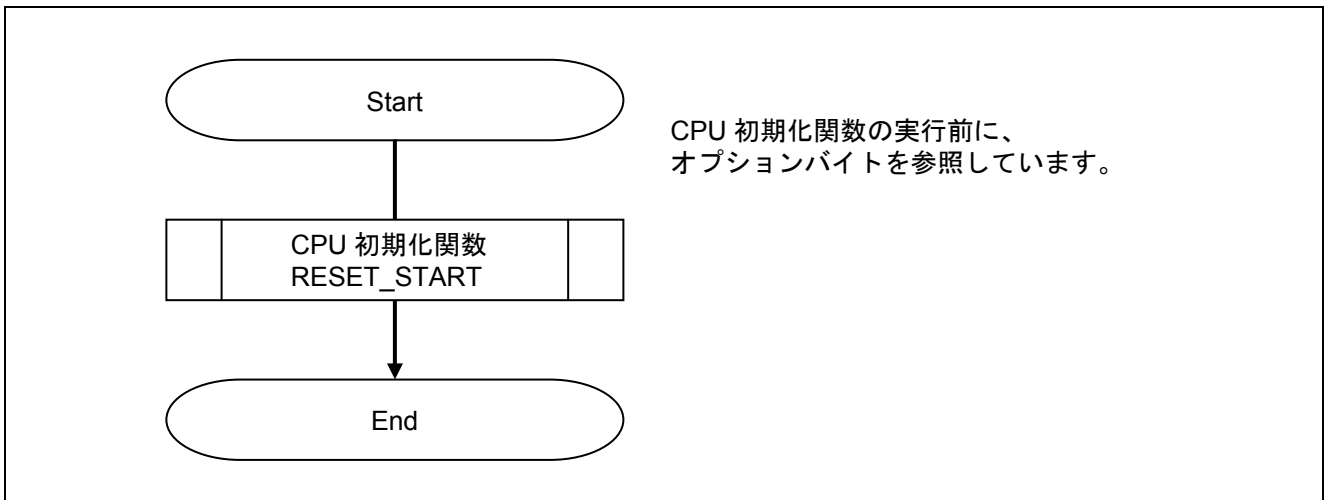 Start
CPU 初期化関数の実行前に、
オプションバイトを参照しています。
CPU 初期化関数
RESET_START
End